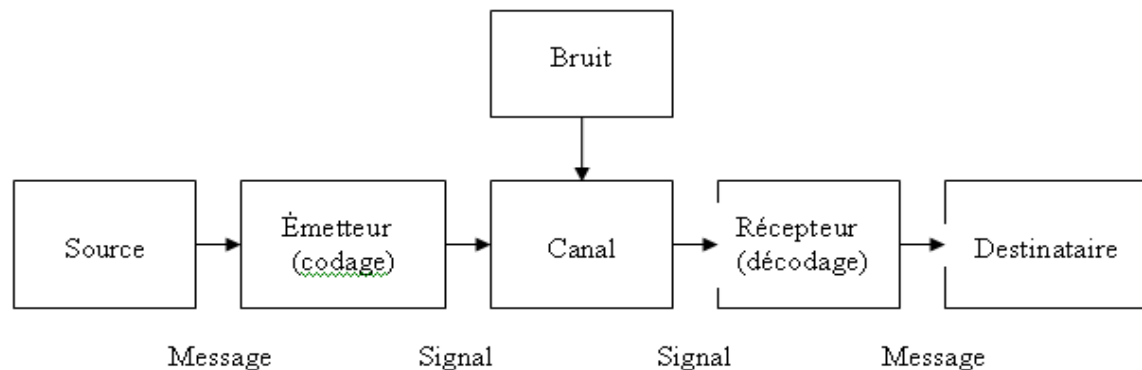 Bruit
Source
Émetteur
(codage)
Canal
Récepteur
(décodage)
Destinataire
Message
Signal
Signal
Message